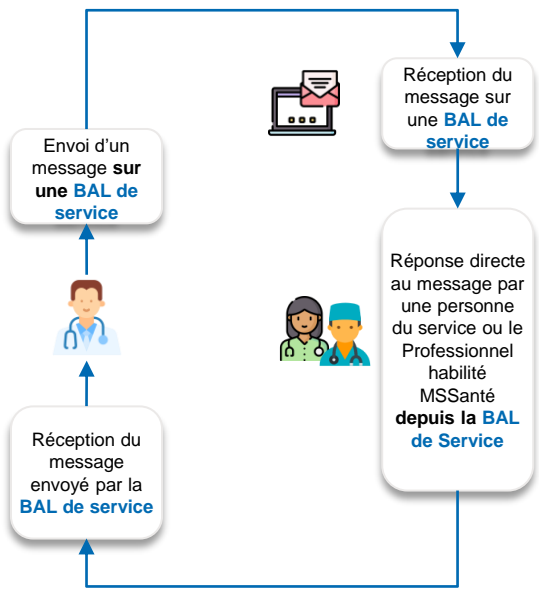 Envoi d’un
message sur
une BAL de
service
Réception du
message sur
une BAL de
service
Réponse directe
au message par
une personne
du service ou le
Professionnel
habilité
MSSanté
depuis la BAL
de Service
Réception du
message
envoyé par la
BAL de service